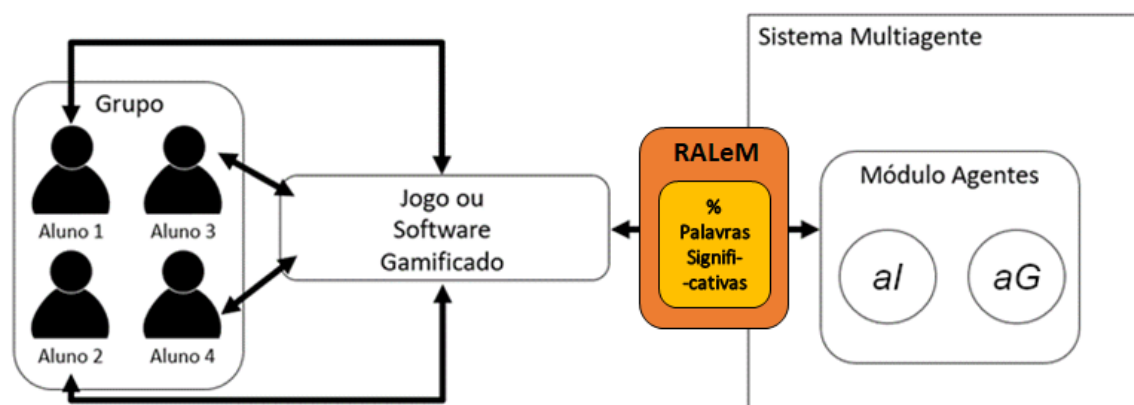 Sistema Multiagente
Grupo
Aluno 1
Aluno 3
Aluno 2
Aluno 4
Jogo ou
Software
Gamificado
RALeM
%
Palavras
Signifi-
-cativas
Módulo Agentes
aI
aG